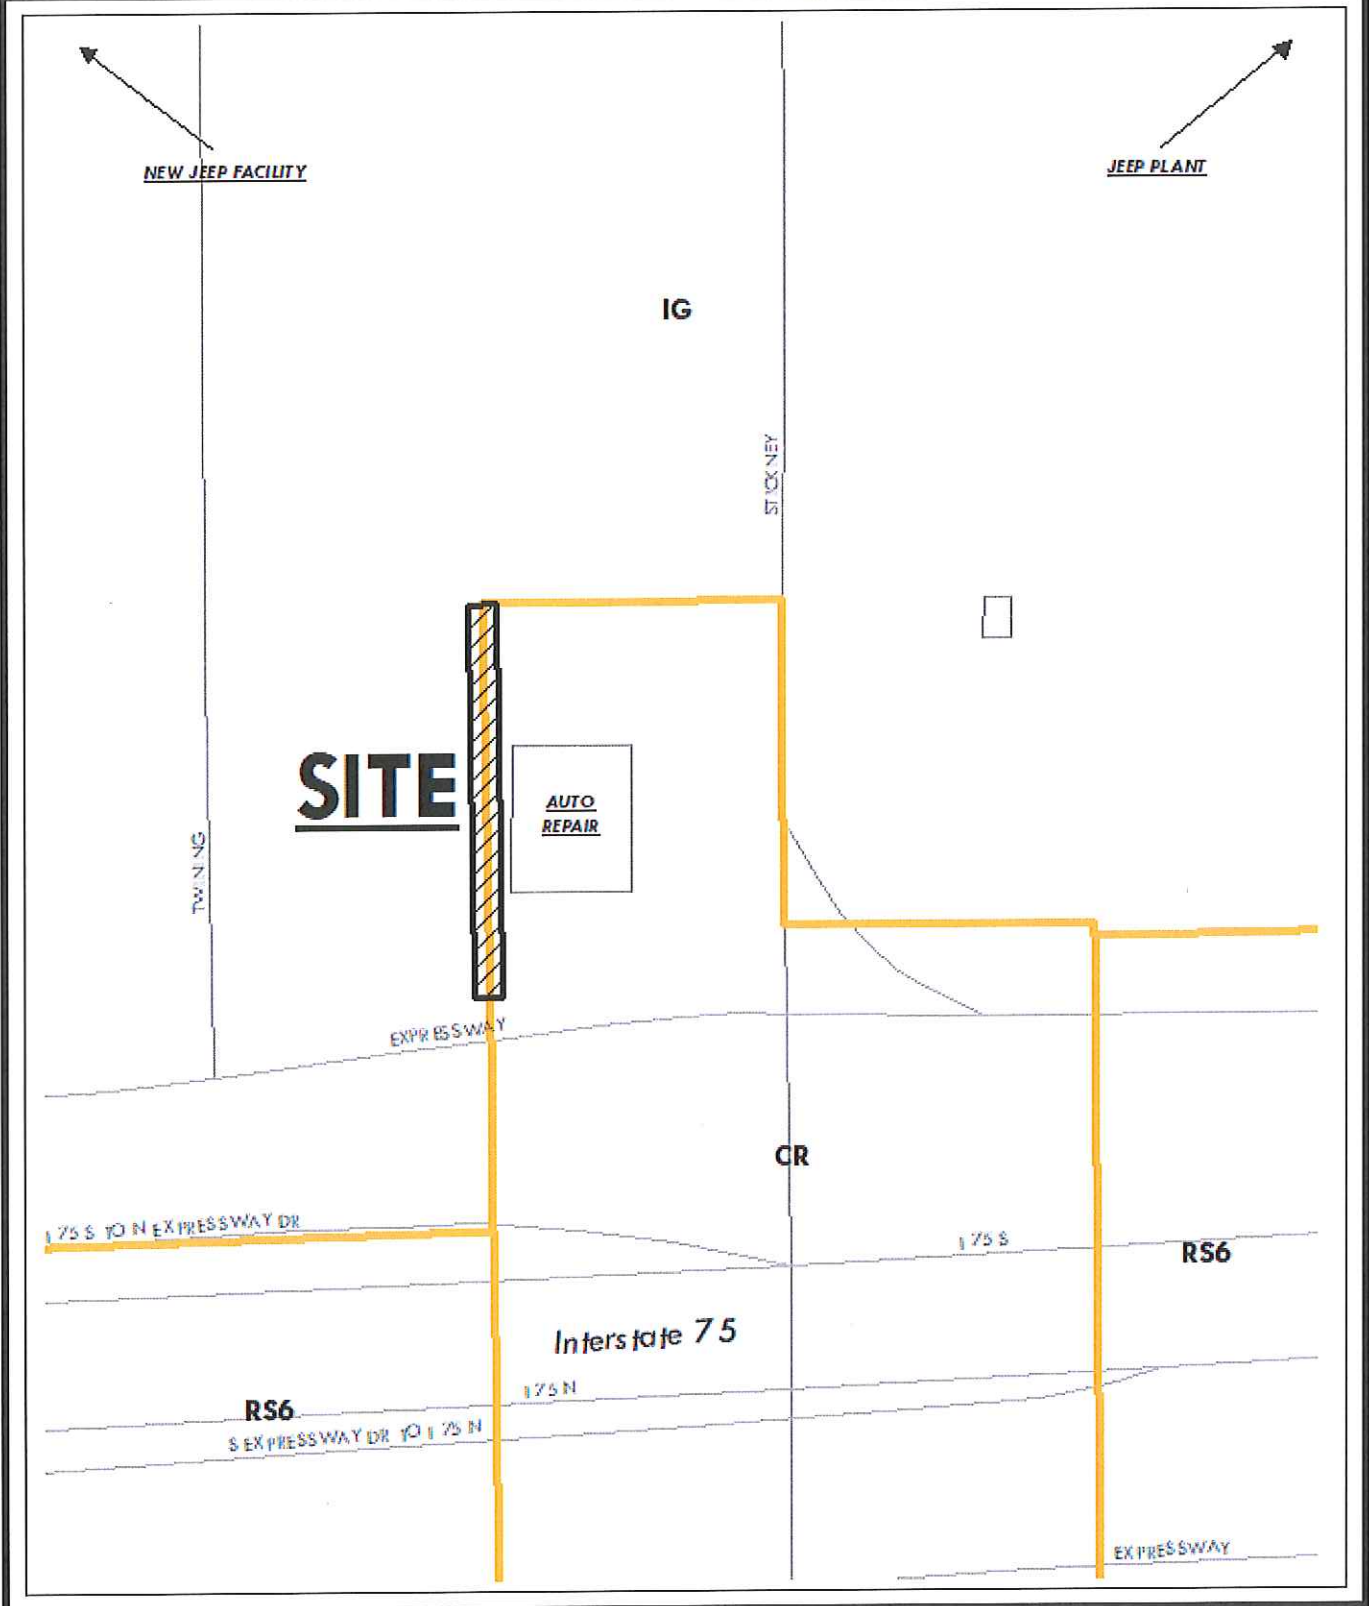 NEW JEEP FACILITY
JEEP PLANT
IG
STICKNEY
SITE
AUTO
REPAIR
TWINING
EXPRESSWAY
CR
I 75 S TO N EXPRESSWAY DR
I 75 S
RS6
Interstate 75
I 75 N
RS6
S EXPRESSWAY DR TO I 75 N
EXPRESSWAY